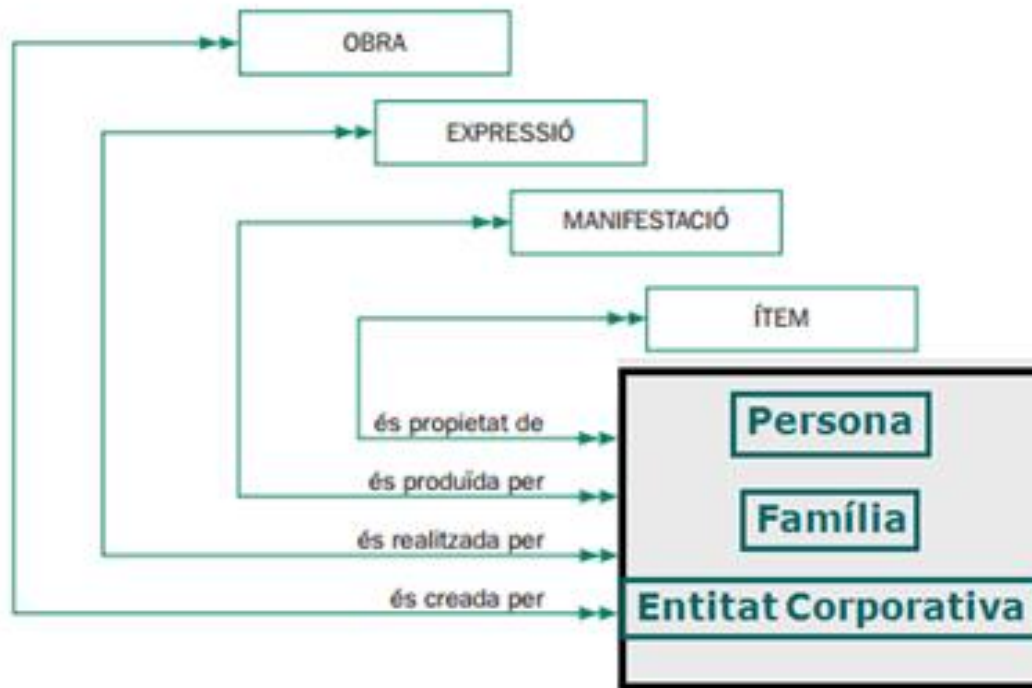 OBRA
EXPRESSIÓ
MANIFESTACIÓ
ÍTEM
és propietat de
Persona
és produïda per
Família
és realitzada per
és creada per
Entitat Corporativa